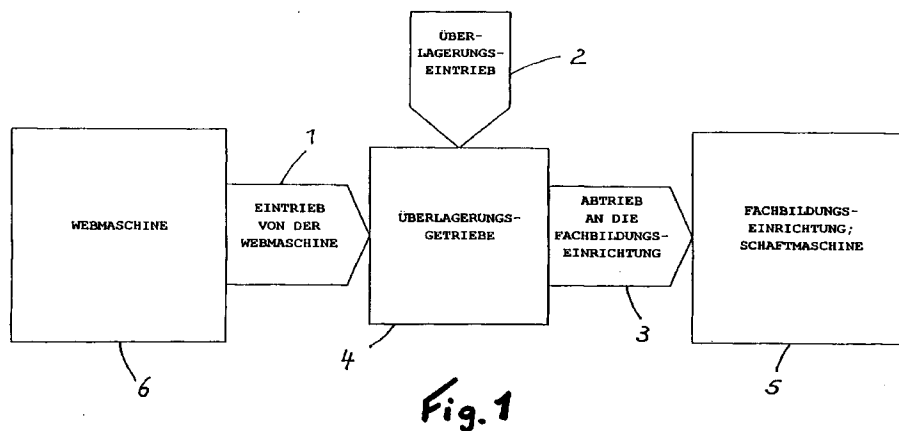 ÜBER-
LAGERUNGS-
EINTRIEB
2
1
WEBMASCHINE
EINTRIEB
VON DER
WEBMASCHINE
ÜBERLAGERUNGS-
GETRIEBE
ABTRIEB
AN DIE
FACHBILDUNGS-
EINRICHTUNG
FACHBILDUNGS-
EINRICHTUNG;
SCHAFTMASCHINE
6
4
3
5
Fig. 1